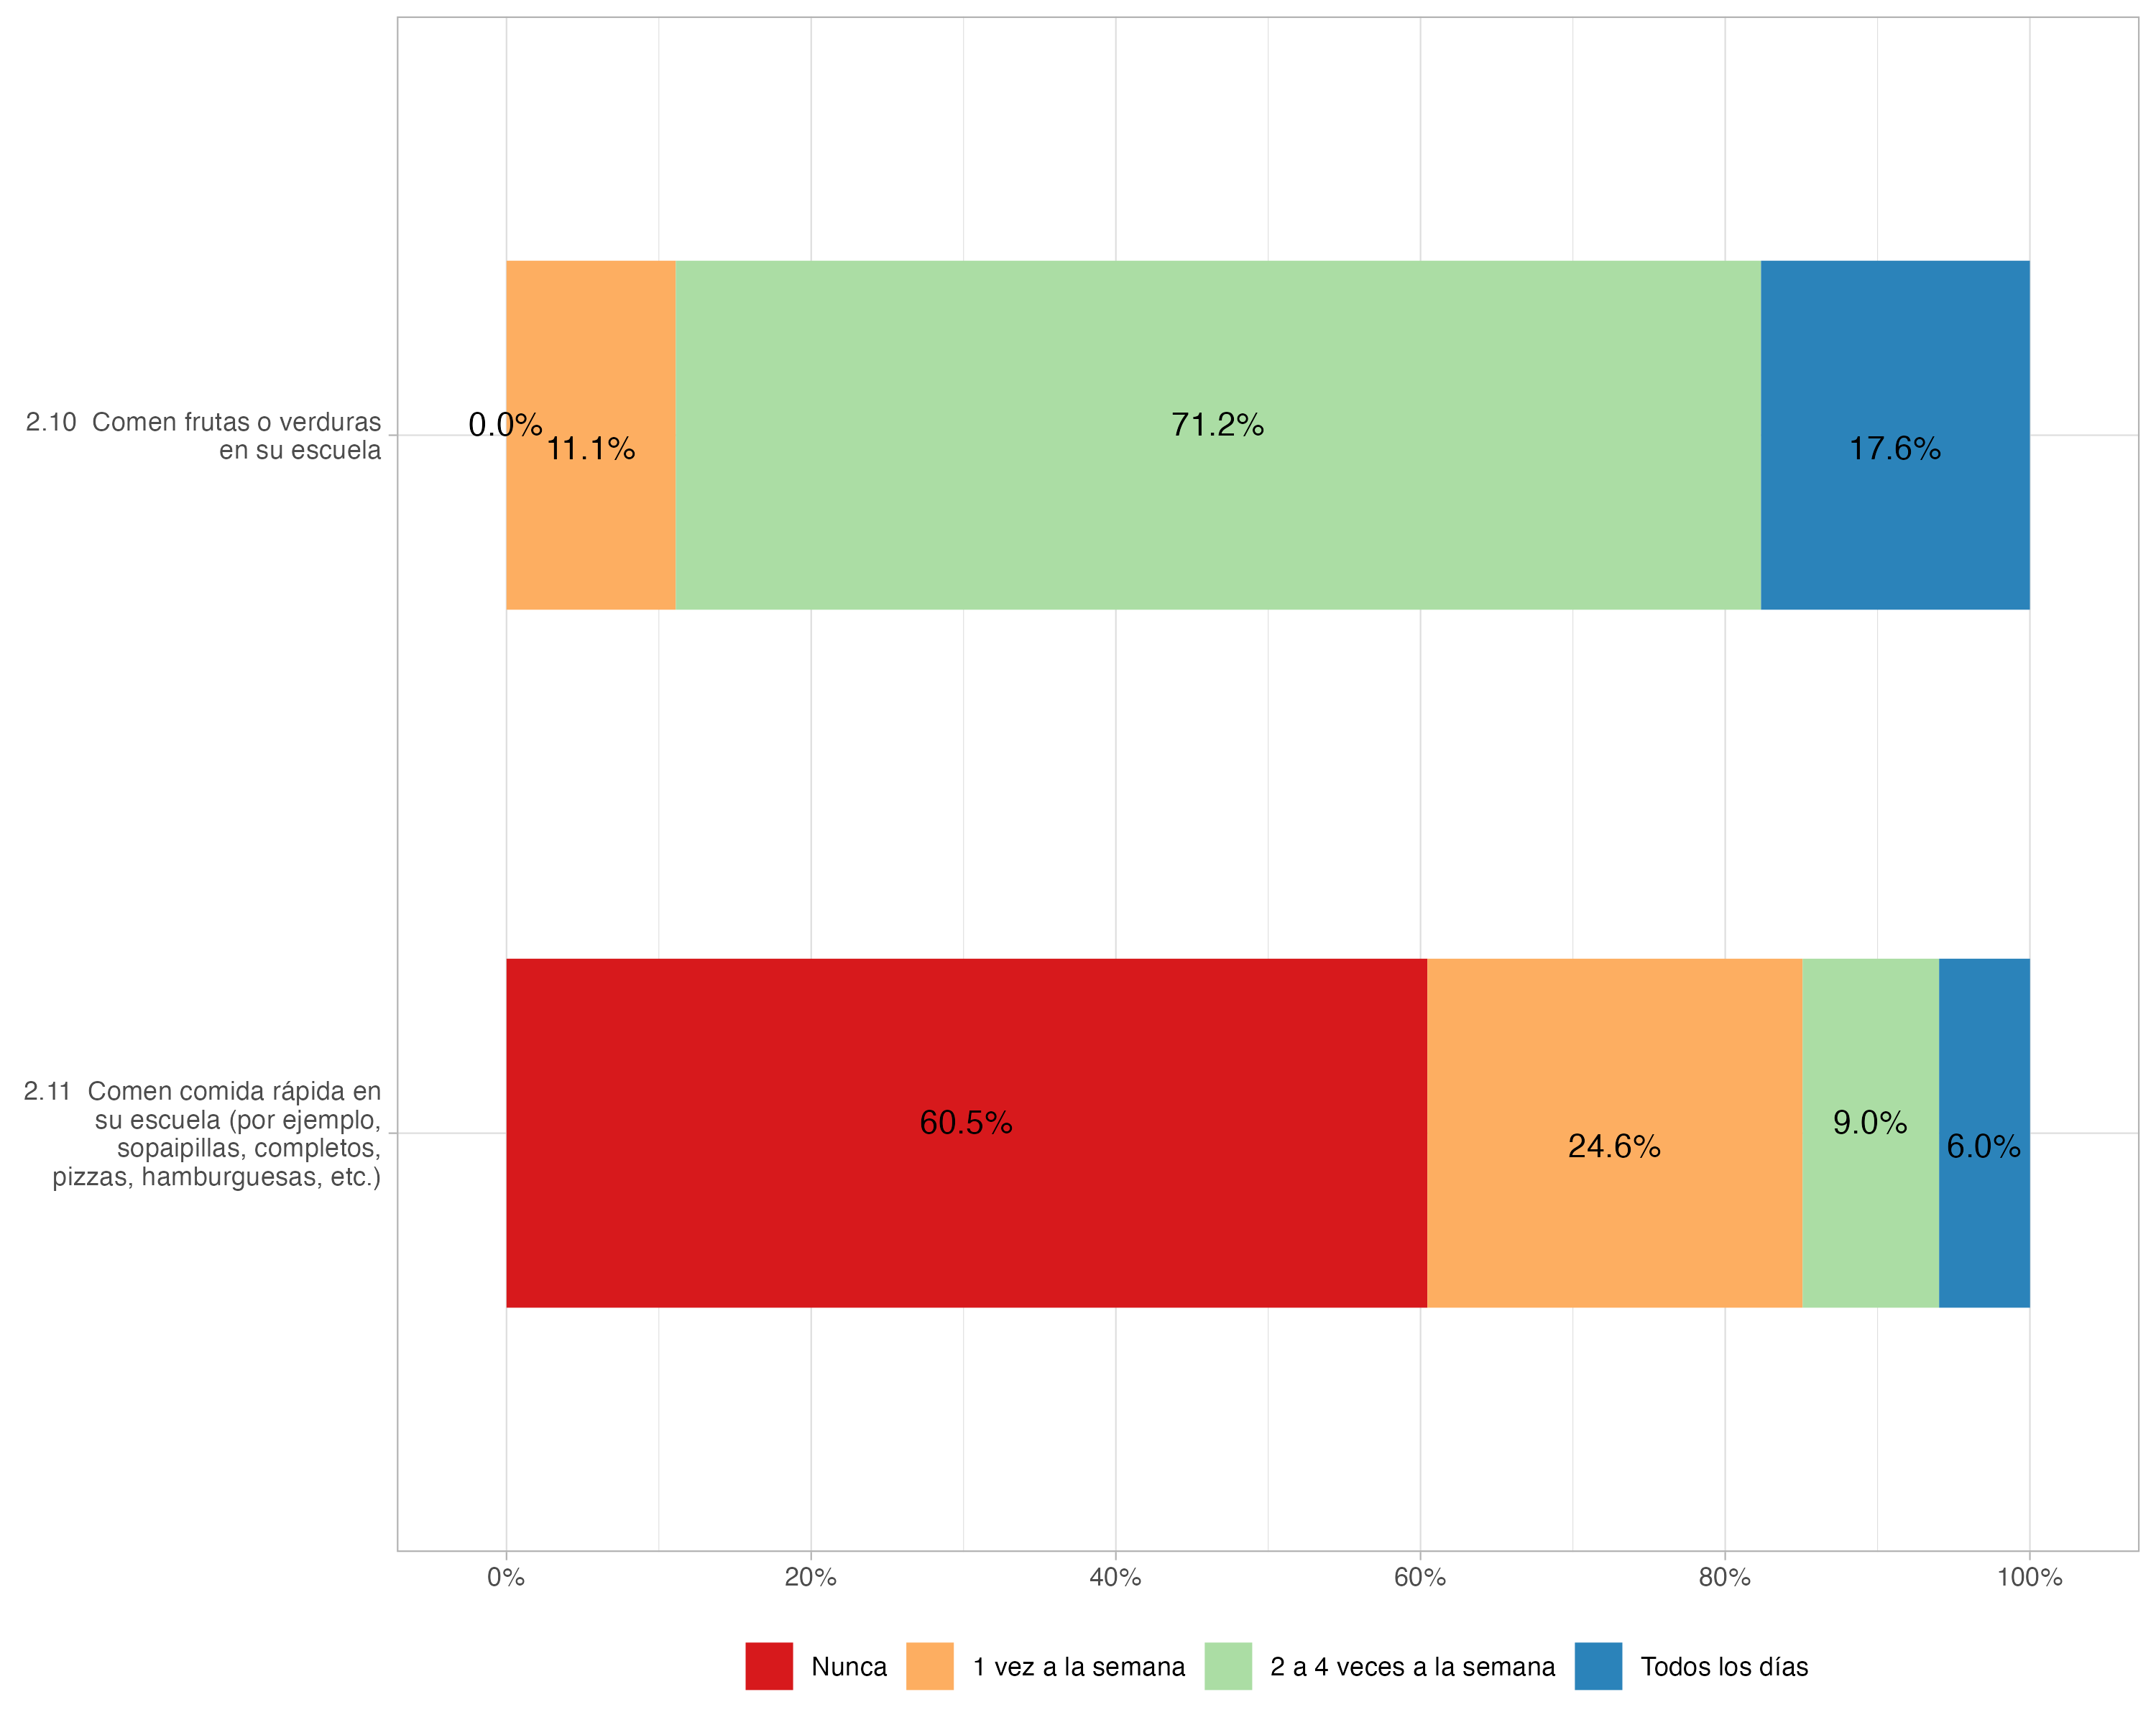 2.10  Comen frutas o verduras
en su escuela
0.0%
11.1%
71.2%
17.6%
2.11  Comen comida rápida en
su escuela (por ejemplo,
sopaipillas, completos,
pizzas, hamburguesas, etc.)
60.5%
24.6%
9.0%
6.0%
0% 20% 40% 60% 80% 100%
Nunca 1 vez a la semana 2 a 4 veces a la semana Todos los días